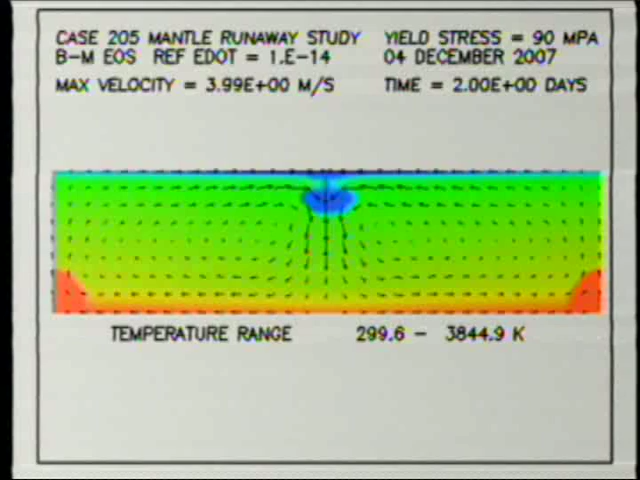 CASE 205 MANTLE RUNAWAY STUDY YIELD STRESS = 90 MPA
B-M EOS REF EDOT = 1.E-14 04 DECEMBER 2007
MAX VELOCITY = 3.99E+00 M/S TIME = 2.00E+00 DAYS
TEMPERATURE RANGE 299.6 - 3844.9 K